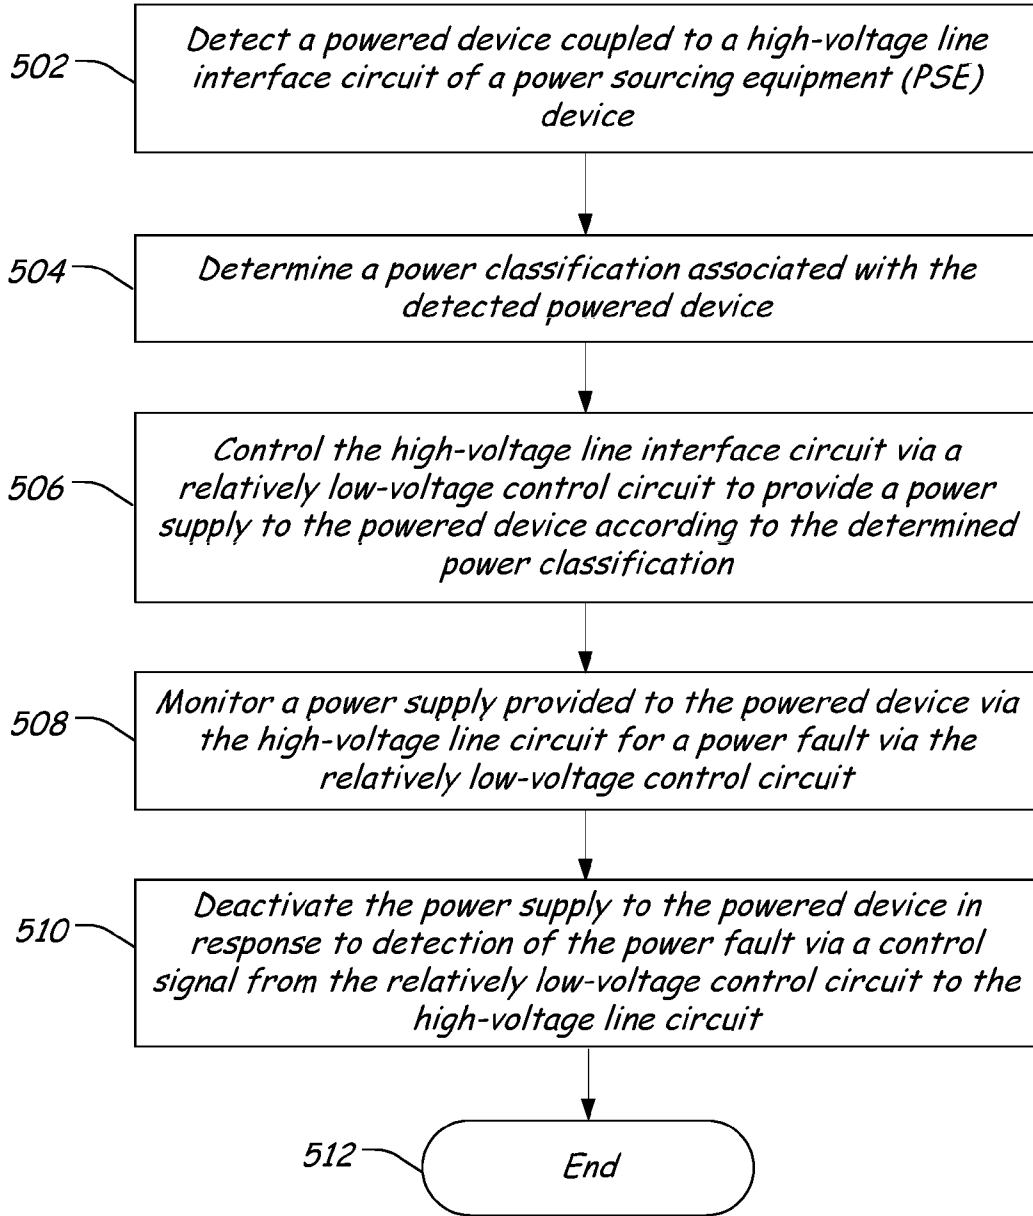 502
Detect a powered device coupled to a high-voltage line
interface circuit of a power sourcing equipment (PSE)
device
504
Determine a power classification associated with the
detected powered device
506
Control the high-voltage line interface circuit via a
relatively low-voltage control circuit to provide a power
supply to the powered device according to the determined
power classification
508
Monitor a power supply provided to the powered device via
the high-voltage line circuit for a power fault via the
relatively low-voltage control circuit
510
Deactivate the power supply to the powered device in
response to detection of the power fault via a control
signal from the relatively low-voltage control circuit to the
high-voltage line circuit
512
End